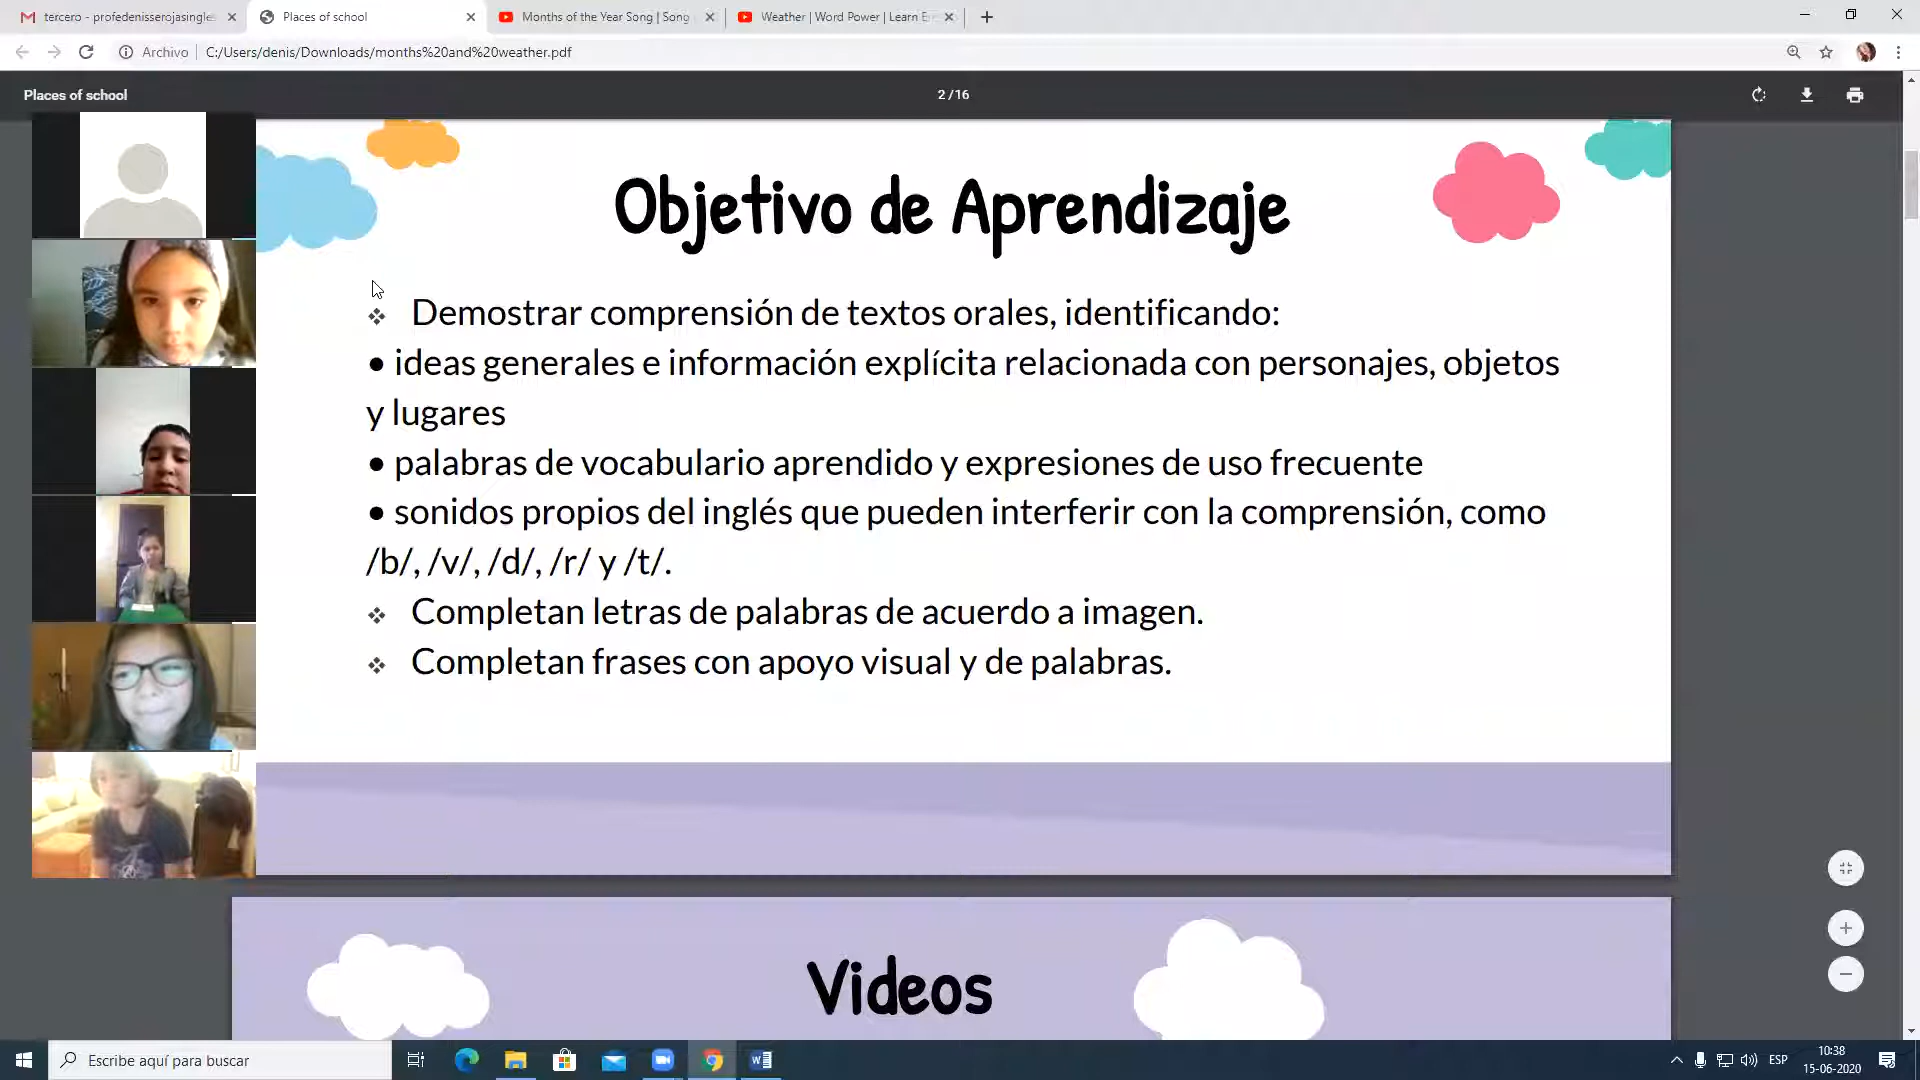 tercero - profedenisserojasingle
Places of school
Months of the Year Song | Song
Weather | Word Power | Learn E
Archivo
C:/Users/denis/Downloads/months%20and%20weather.pdf
Places of school
2 / 16
Objetivo de Aprendizaje
❖ Demostrar comprensión de textos orales, identificando:
• ideas generales e información explícita relacionada con personajes, objetos
y lugares
• palabras de vocabulario aprendido y expresiones de uso frecuente
• sonidos propios del inglés que pueden interferir con la comprensión, como
/b/, /v/, /d/, /r/ y /t/.
❖ Completan letras de palabras de acuerdo a imagen.
❖ Completan frases con apoyo visual y de palabras.
Videos
Escribe aquí para buscar
ESP
10:38
15-06-2020